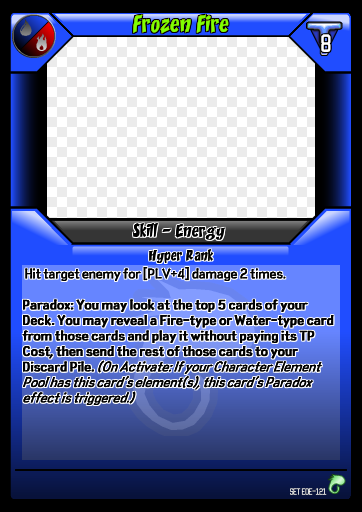 Frozen Fire
8
Skill - Energy
Hyper Rank
Hit target enemy for [PLV÷4] damage 2 times.
Paradox: You may look at the top 5 cards of your
Deck. You may reveal a Fire-type or Water-type card
from those cards and play it without paying its TP
Cost, then send the rest of those cards to your
Discard Pile. (On Activate: If your Character Element
Pool has this card's element(s), this card's Paradox
effect is triggered.)
SET EOE-121